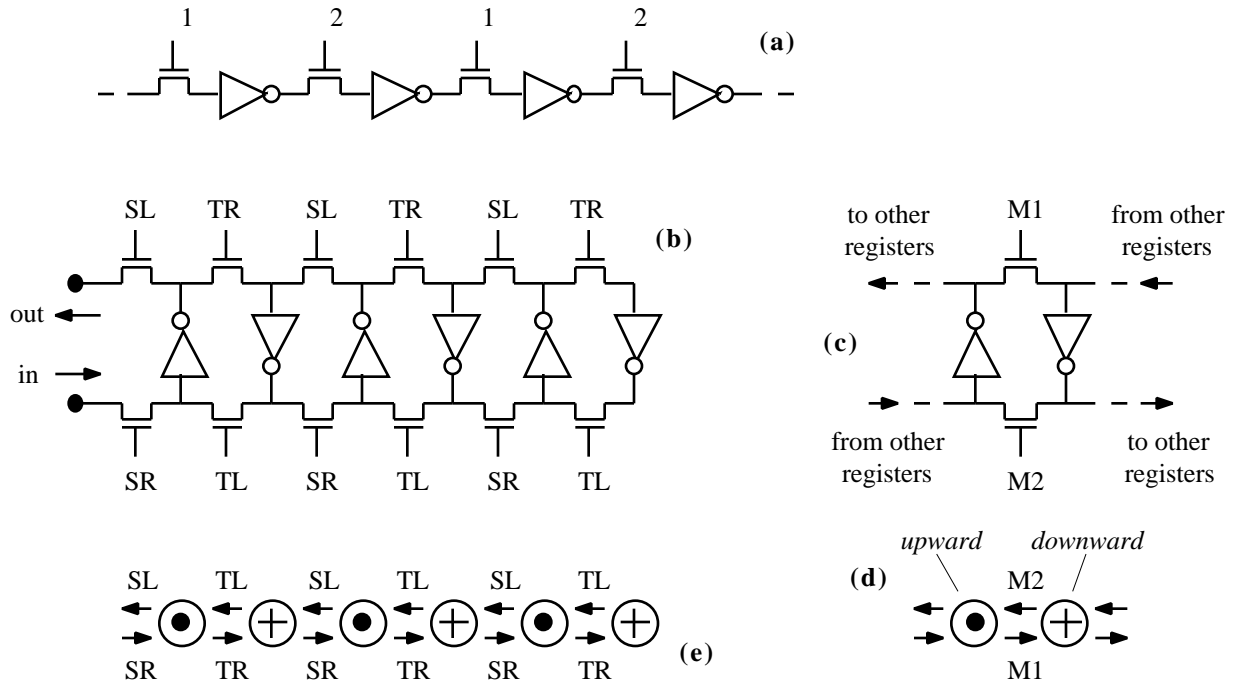 1 2 1 2
(a)
SL TR SL TR SL TR
(b)
out
in
SR TL SR TL SR TL
to other
registers
M1
from other
registers
(c)
from other
registers
M2
to other
registers
upward downward
(d)
M2
M1
SL TL SL TL SL TL
SR TR SR TR SR TR
(e)